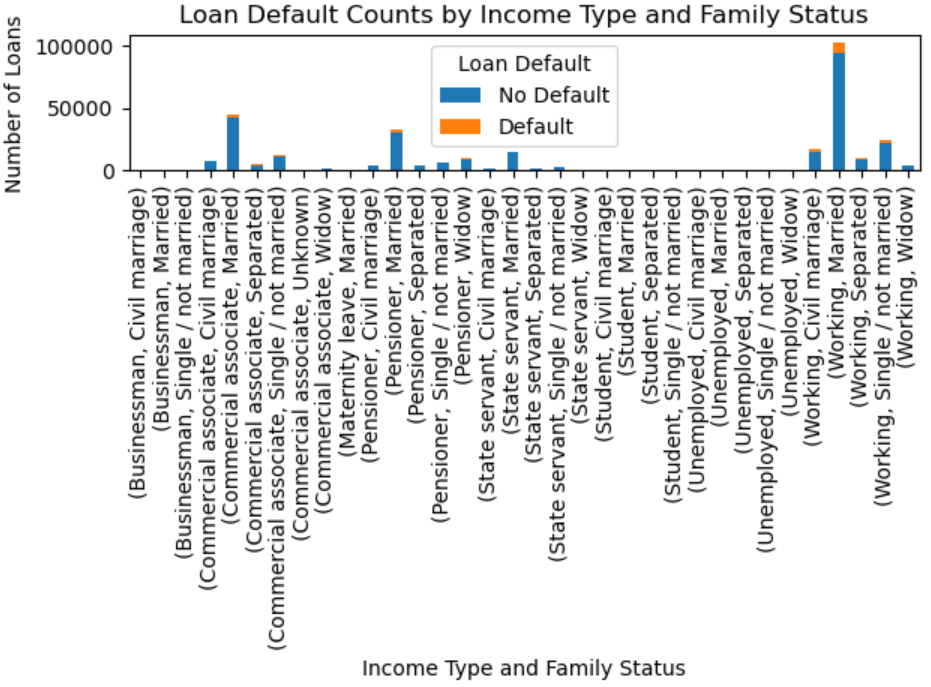 Loan Default Counts by Income Type and Family Status
Number of Loans
100000
50000
0
Loan Default
No Default
Default
(Businessman, Civil marriage)
(Businessman, Married)
(Businessman, Single / not married)
(Commercial associate, Civil marriage)
(Commercial associate, Married)
(Commercial associate, Separated)
(Commercial associate, Single / not married)
(Commercial associate, Unknown)
(Commercial associate, Widow)
(Maternity leave, Married)
(Pensioner, Civil marriage)
(Pensioner, Married)
(Pensioner, Separated)
(Pensioner, Single / not married)
(Pensioner, Widow)
(State servant, Civil marriage)
(State servant, Married)
(State servant, Separated)
(State servant, Single / not married)
(State servant, Widow)
(Student, Civil marriage)
(Student, Married)
(Student, Separated)
(Student, Single / not married)
(Unemployed, Civil marriage)
(Unemployed, Married)
(Unemployed, Separated)
(Unemployed, Single / not married)
(Unemployed, Widow)
(Working, Civil marriage)
(Working, Married)
(Working, Separated)
(Working, Single / not married)
(Working, Widow)
Income Type and Family Status